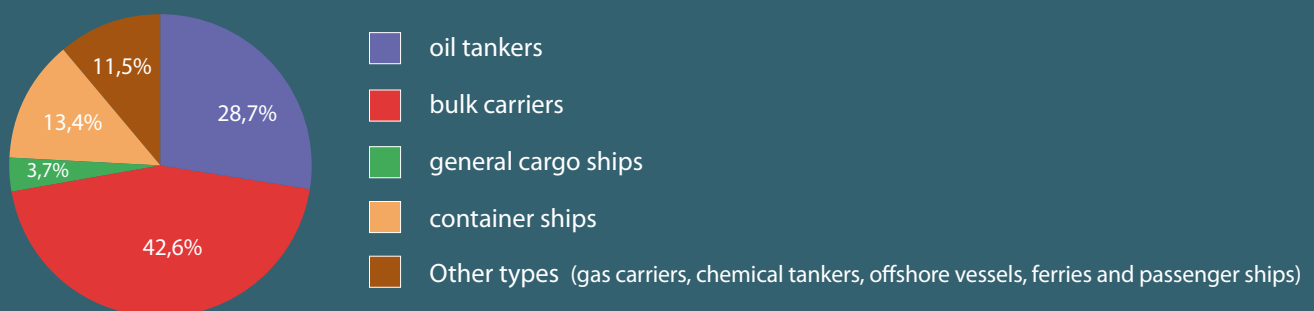 11,5%
28,7%
13,4%
3,7%
42,6%
oil tankers
bulk carriers
general cargo ships
container ships
Other types (gas carriers, chemical tankers, offshore vessels, ferries and passenger ships)